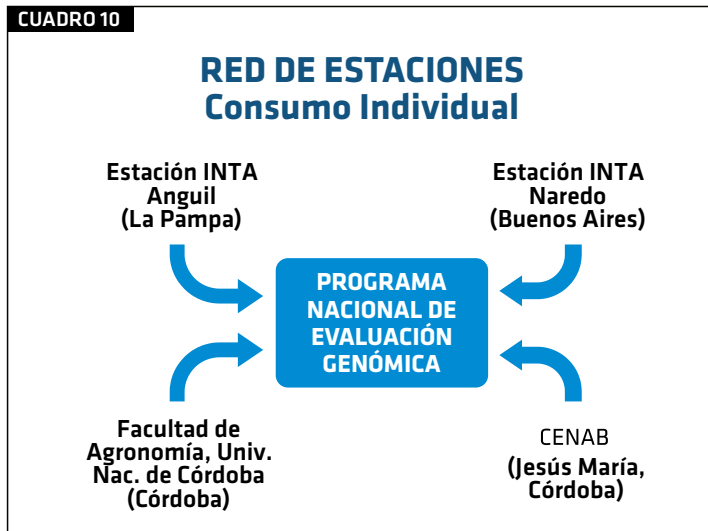 CUADRO 10
RED DE ESTACIONES
Consumo Individual
Estación INTA
Anguil
(La Pampa)
Estación INTA
Naredo
(Buenos Aires)
PROGRAMA
NACIONAL DE
EVALUACIÓN
GENÓMICA
Facultad de
Agronomía, Univ.
Nac. de Córdoba
(Córdoba)
CENAB
(Jesús María,
Córdoba)